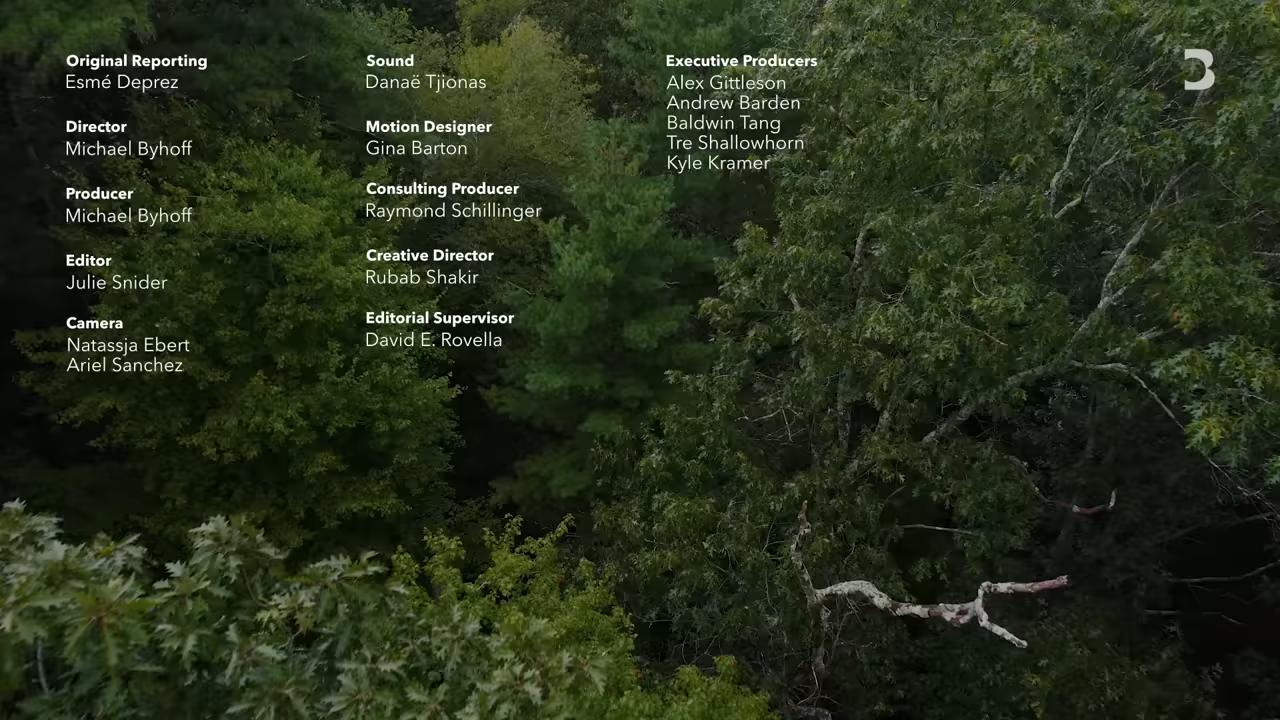 Original Reporting
Esmé Deprez
Director
Michael Byhoff
Producer
Michael Byhoff
Editor
Julie Snider
Camera
Natassja Ebert
Ariel Sanchez
Sound
Danaë Tjionas
Motion Designer
Gina Barton
Consulting Producer
Raymond Schillinger
Creative Director
Rubab Shakir
Editorial Supervisor
David E. Rovella
Executive Producers
Alex Gittleson
Andrew Barden
Baldwin Tang
Tre Shallowhorn
Kyle Kramer